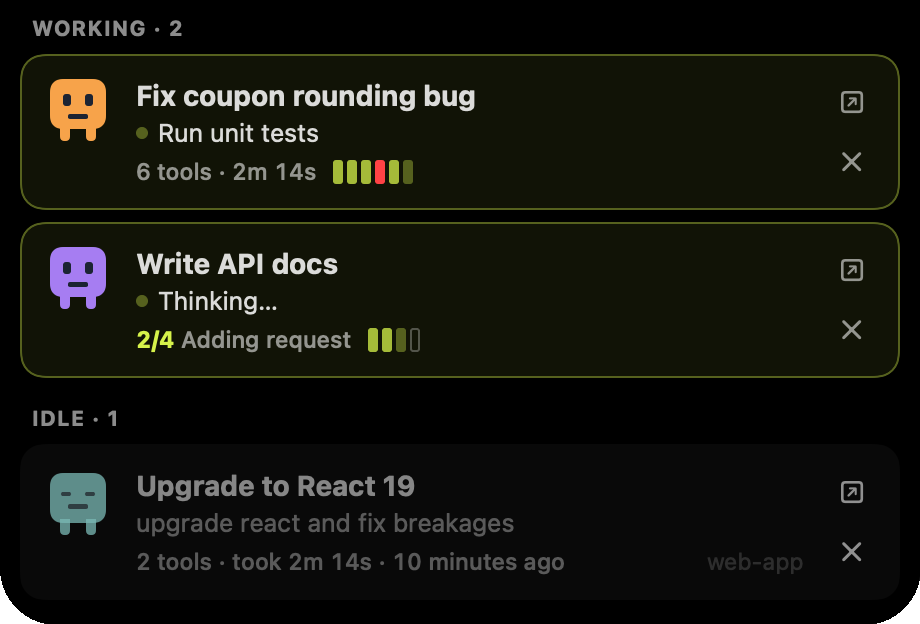 WORKING · 2
Fix coupon rounding bug
Run unit tests
6 tools · 2m 14s
Write API docs
Thinking...
2/4 Adding request
IDLE · 1
Upgrade to React 19
upgrade react and fix breakages
2 tools · took 2m 14s · 10 minutes ago
web-app